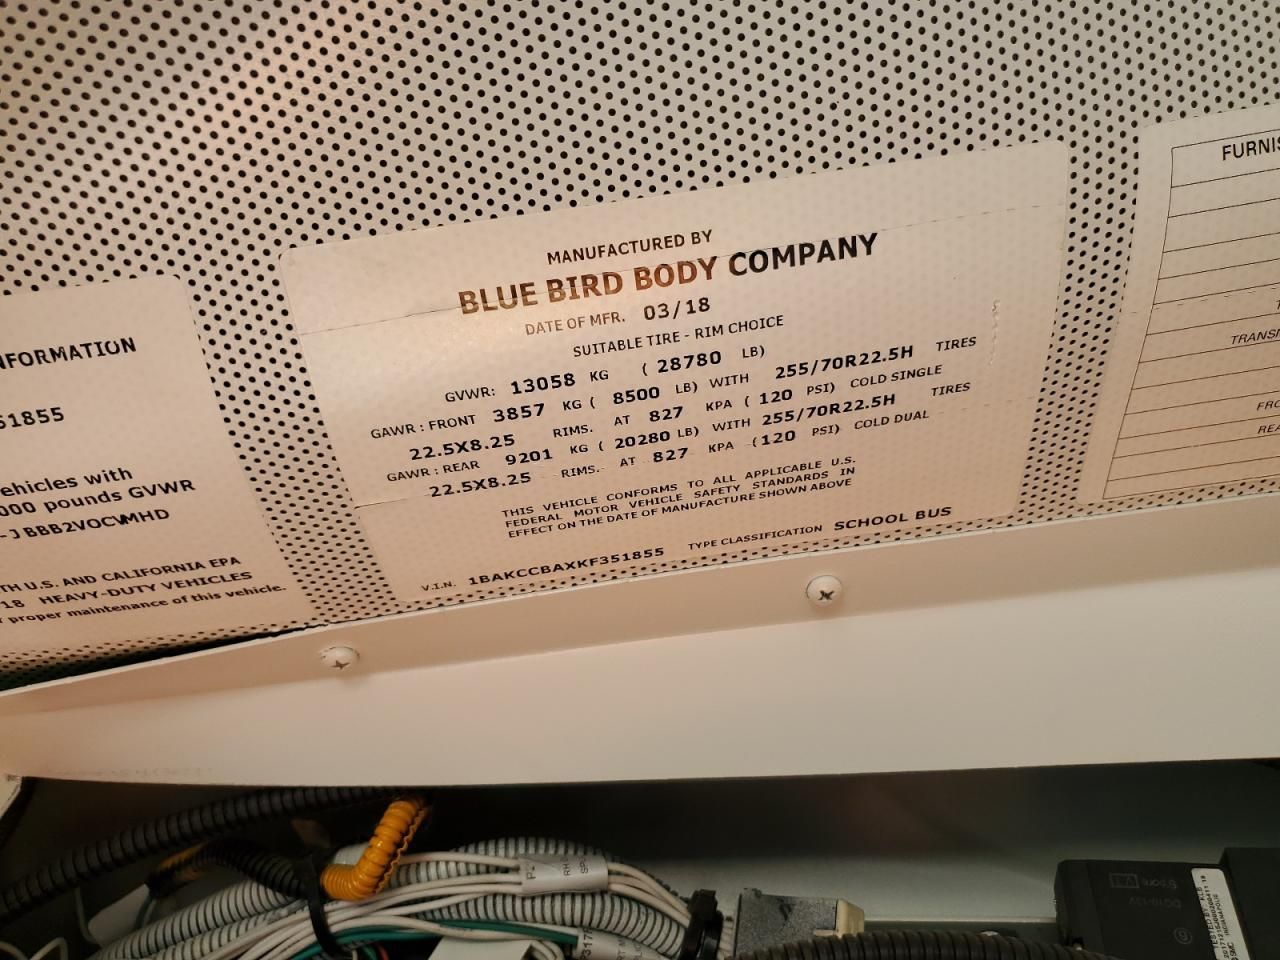 NFORMATION
51855
ehicles with
000 pounds GVWR
-JBBB2VOCWMHD
TH U.S. AND CALIFORNIA EPA
18 HEAVY-DUTY VEHICLES
r proper maintenance of this vehicle.
MANUFACTURED BY
BLUE BIRD BODY COMPANY
DATE OF MFR. 03/18
SUITABLE TIRE - RIM CHOICE
GVWR: 13058 KG ( 28780 LB)
GAWR : FRONT 3857 KG ( 8500 LB) WITH 255/70R22.5H TIRES
22.5X8.25 RIMS. AT 827 KPA ( 120 PSI) COLD SINGLE
GAWR : REAR 9201 KG ( 20280 LB) WITH 255/70R22.5H TIRES
22.5X8.25 RIMS. AT 827 KPA (120 PSI) COLD DUAL
THIS VEHICLE CONFORMS TO ALL APPLICABLE U.S.
FEDERAL MOTOR VEHICLE SAFETY STANDARDS IN
EFFECT ON THE DATE OF MANUFACTURE SHOWN ABOVE
V.I.N. 1BAKCCBAXKF351855 TYPE CLASSIFICATION SCHOOL BUS
FURNIS
TRANSM
FRO
REA